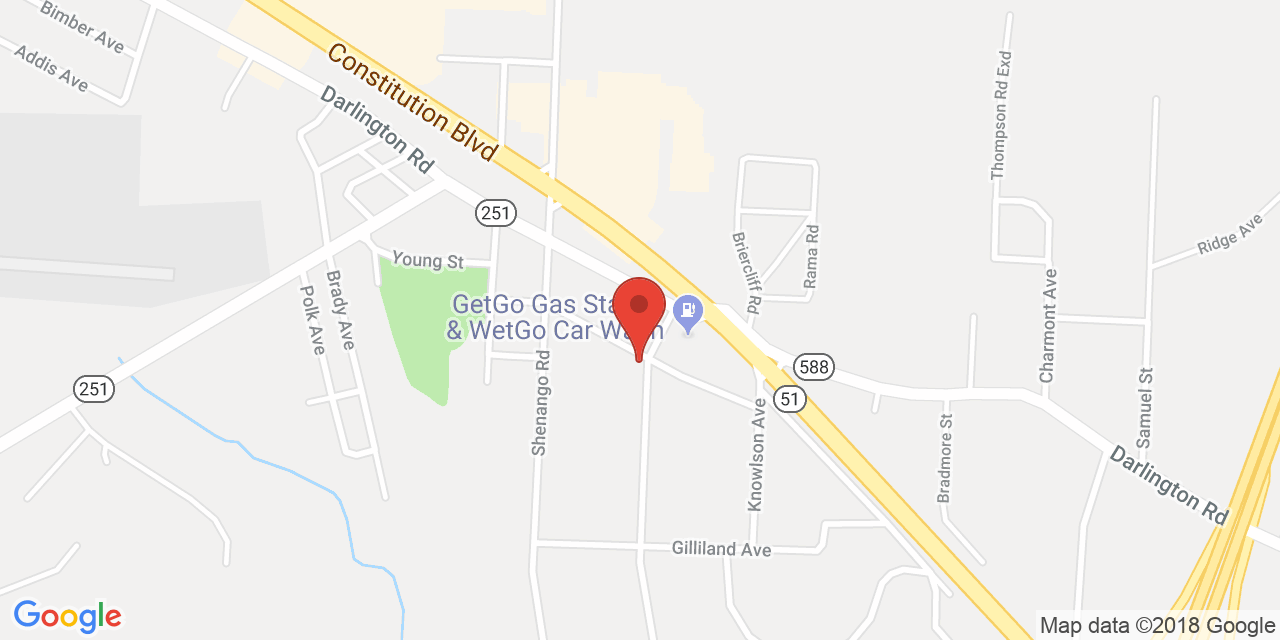 Bimber Ave
Addis Ave
Constitution Blvd
Darlington Rd
Thompson Rd Exd
251
Ridge Ave
Young St
Briercliff Rd
Rama Rd
GetGo Gas Sta
& WetGo Car Wash
Polk Ave
Brady Ave
Charmont Ave
251
Shenango Rd
588
51
Samuel St
Knowlson Ave
Bradmore St
Darlington Rd
Gilliland Ave
Google
Map data ©2018 Google